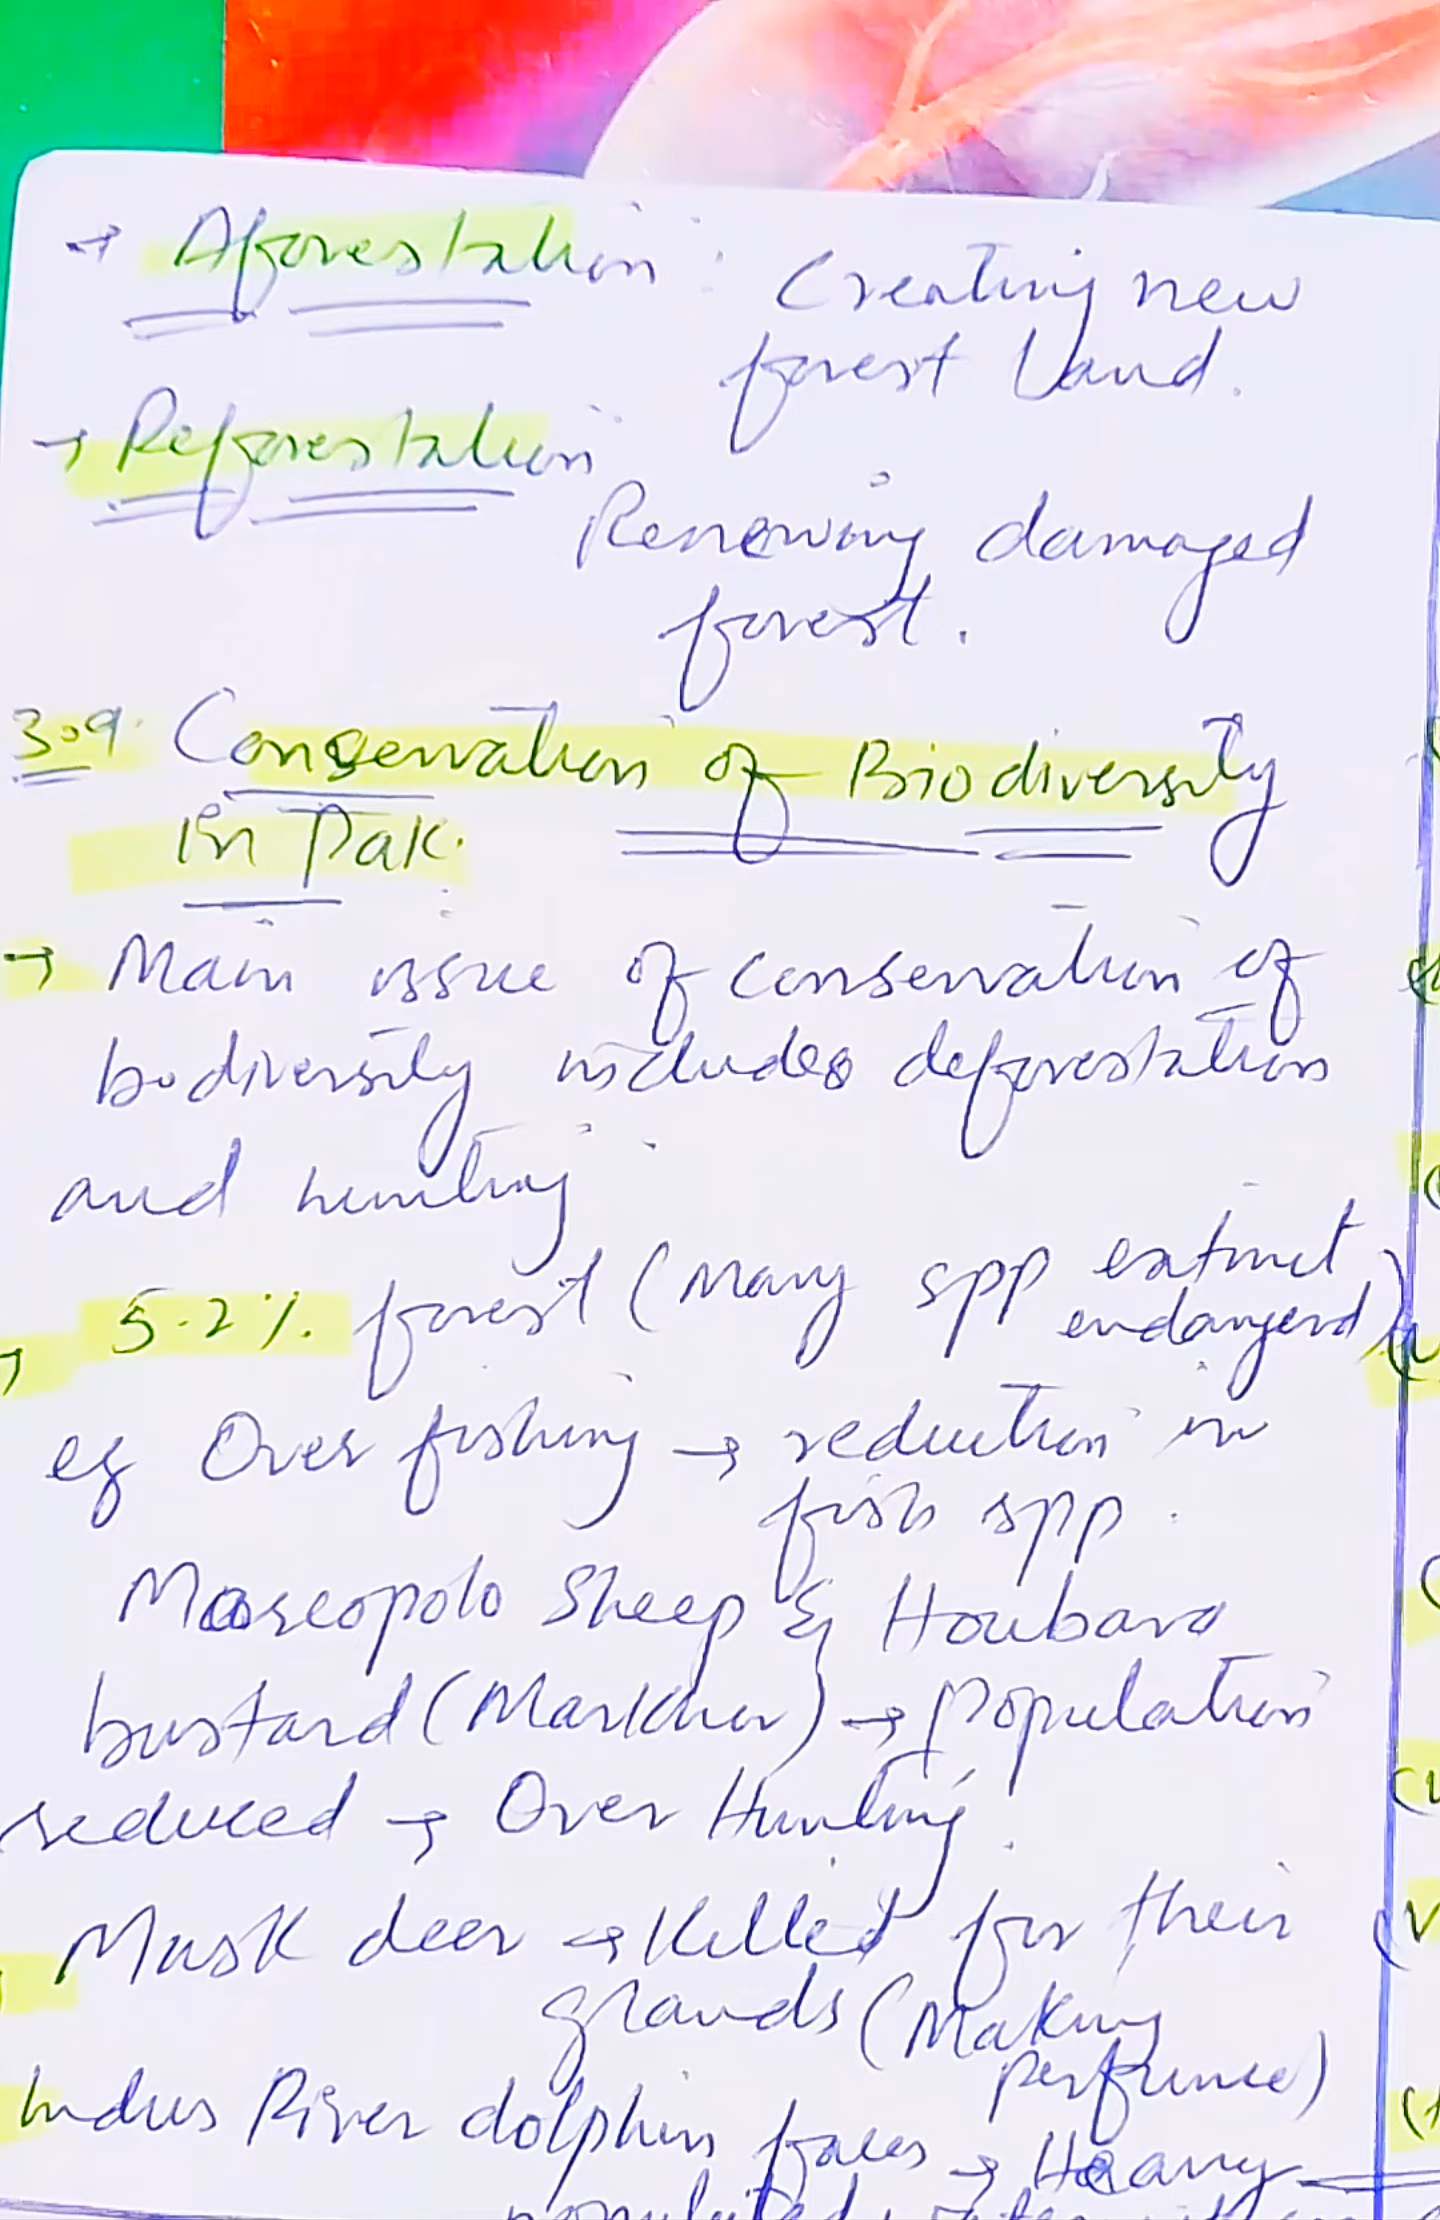 → Aforestation : Creating new
forest land.
→ Reforestation:
Renewing damaged
forest.
3.9. Conservation of Biodiversity
in Pak.
→ Main issue of conservation of
biodiversity includes deforestation
and hunting
→ 5.2% forest (Many spp extinct,
endangerd)
eg Over fishing → reduction in
fish spp.
Marcopolo Sheep & Houbara
bustard (Markhor) → Population
reduced → Over Hunting.
Musk deer → Killed for their
glands (Making
perfume)
Indus River dolphin faces → Heavy